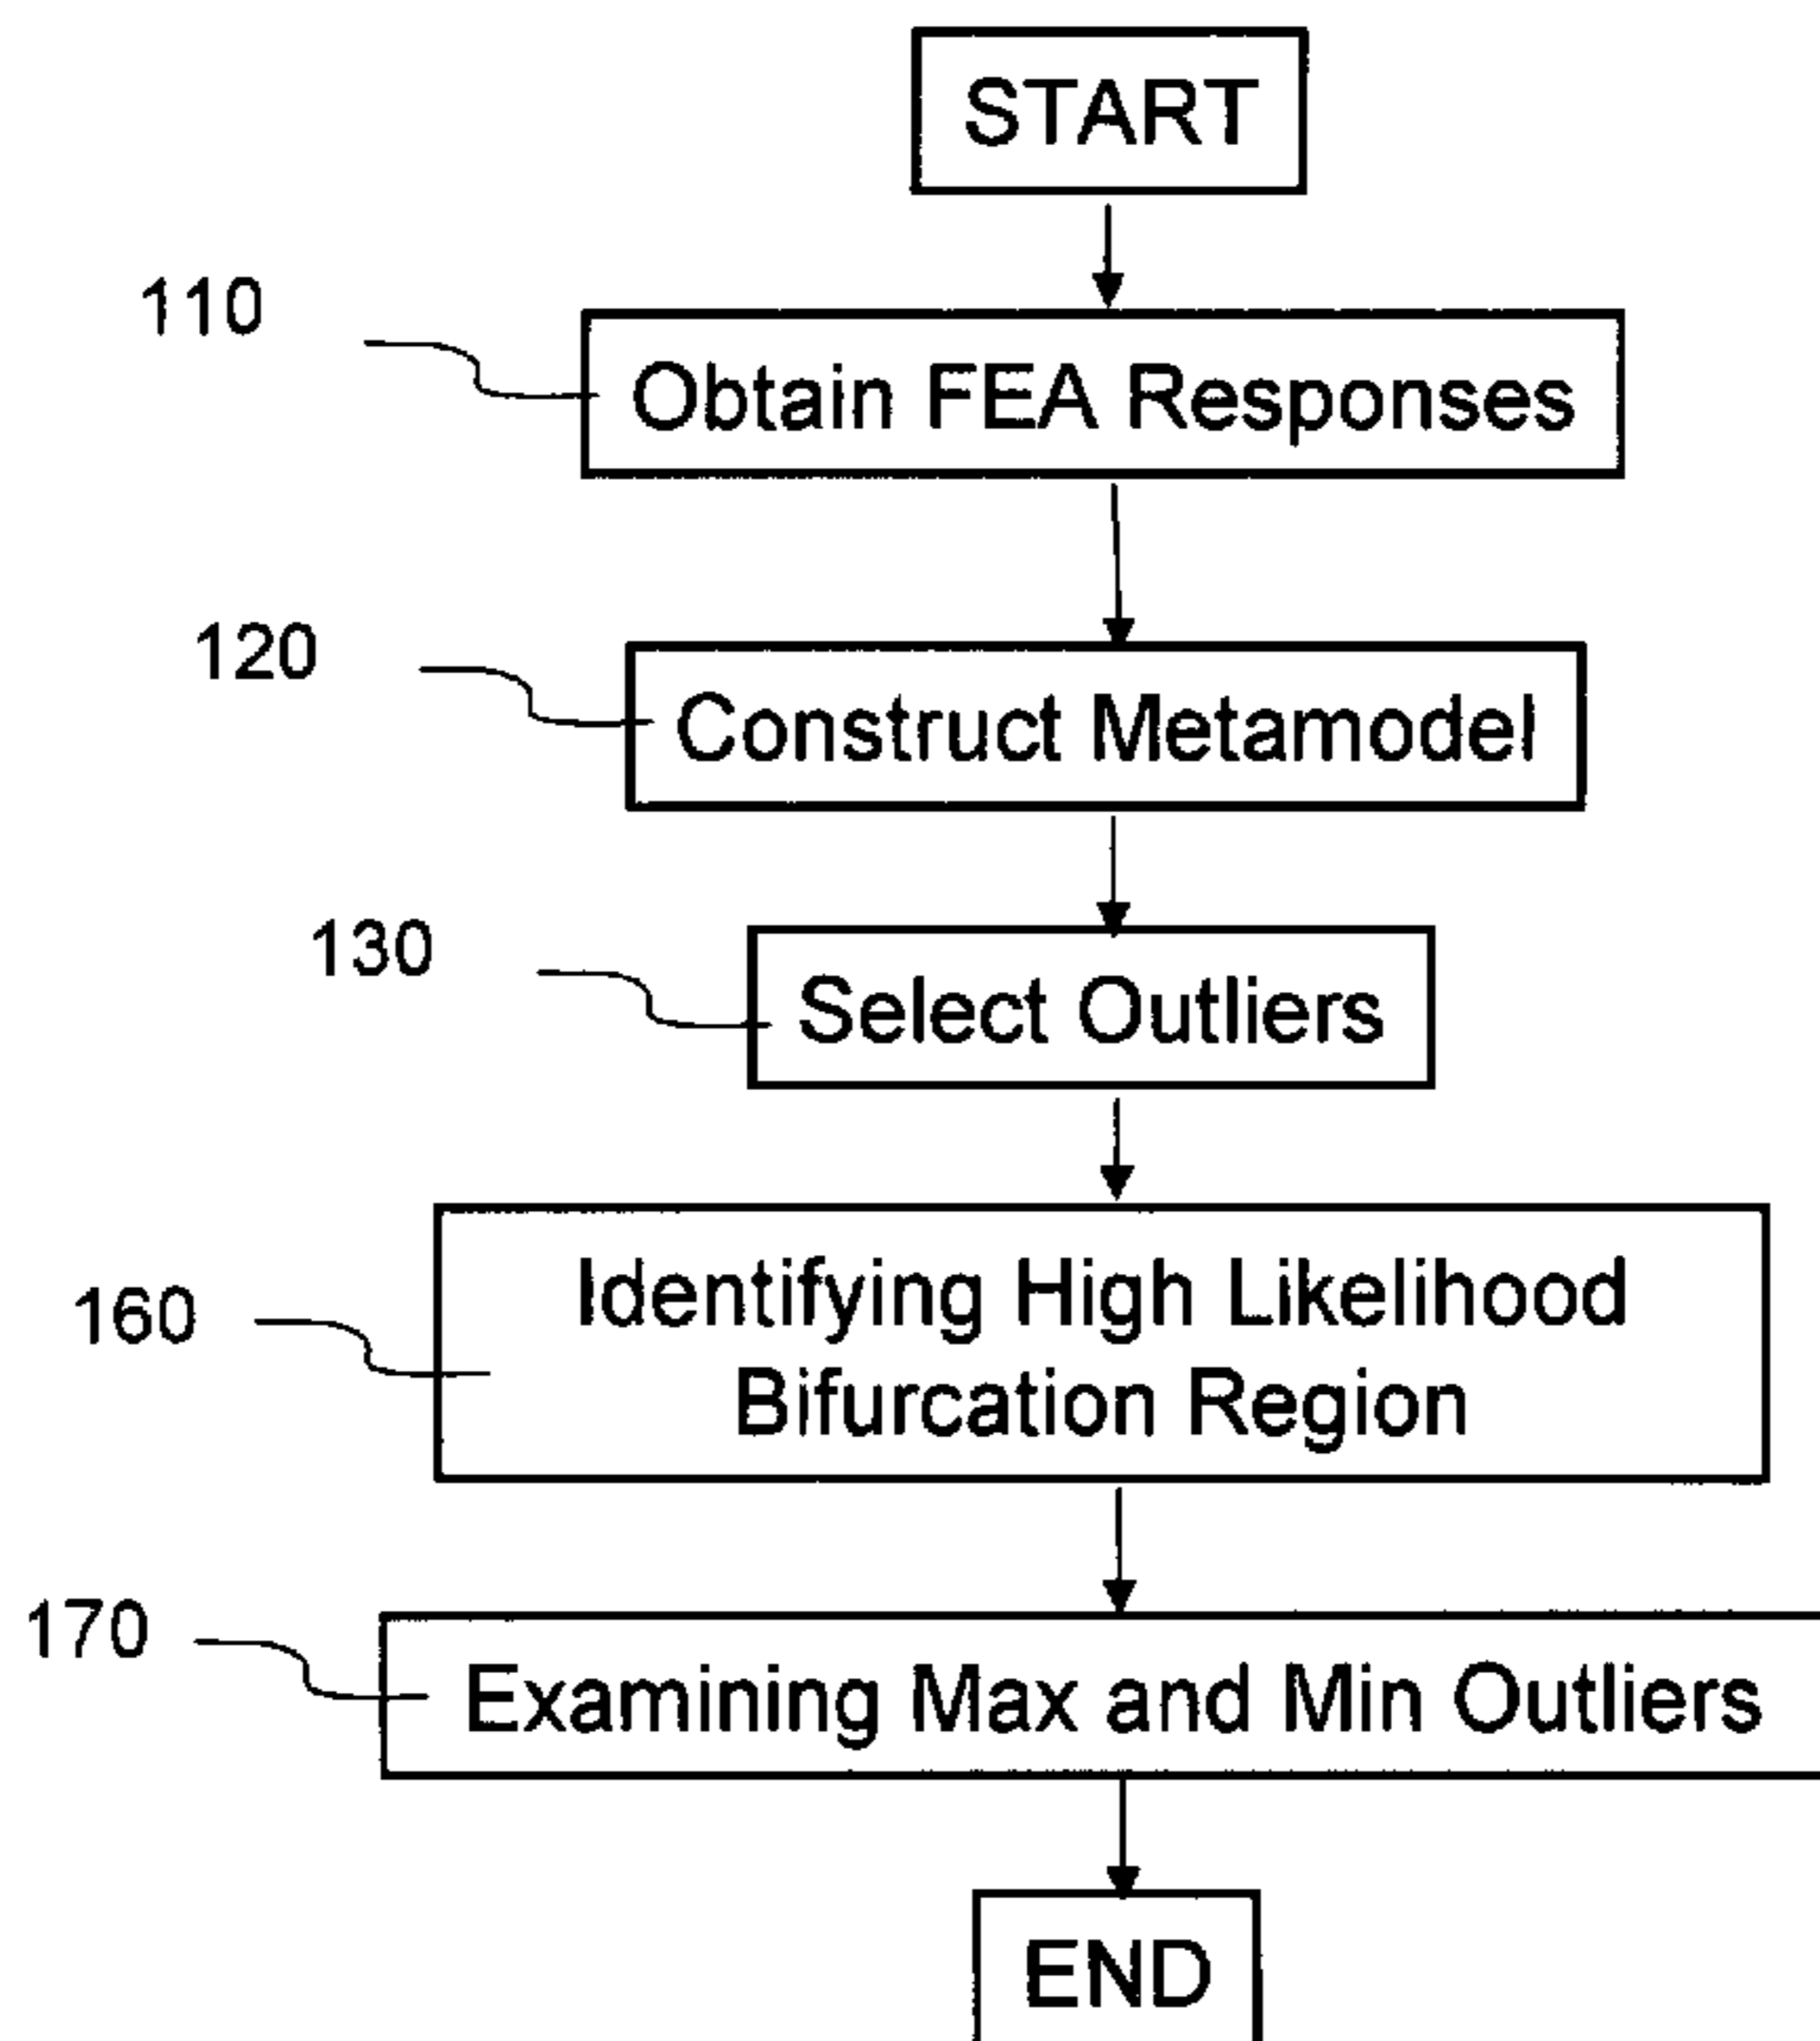 START
110
Obtain FEA Responses
120
Construct Metamodel
130
Select Outliers
160
Identifying High Likelihood
Bifurcation Region
170
Examining Max and Min Outliers
END